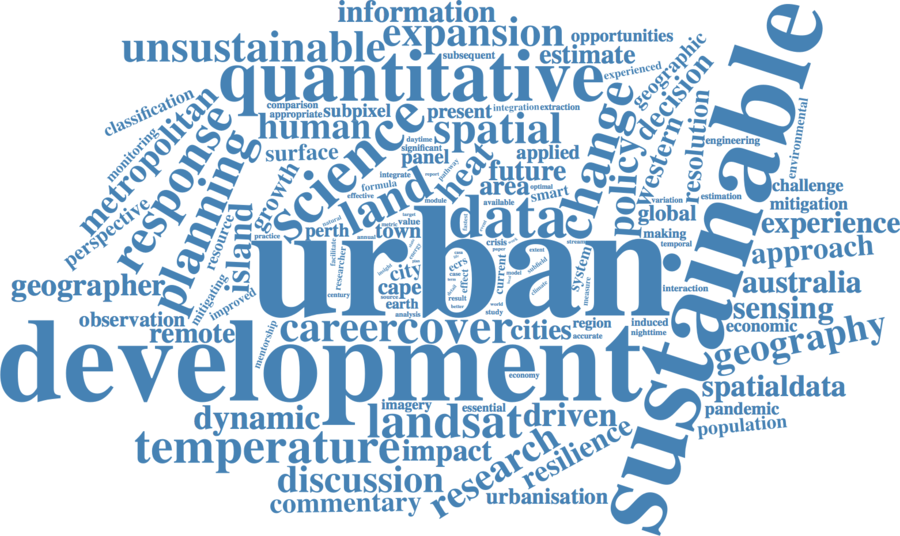 information
expansion
opportunities
unsustainable
subsequent
estimate
quantitative
experienced
geographic
sustainable
classification
comparison
integration
extraction
appropriate
subpixel
present
decision
metropolitan
human
spatial
change
policy
western
resolution
environmental
monitoring
response
science
daytime
significant
engineering
surface
panel
applied
planning
growth
heat
pathway
future
integrate
report
land
formula
area
optimal
smart
challenge
effective
module
available
variation
estimation
mitigation
perspective
resource
island
natural
target
value
data
global
experience
practice
perth
metric
town
annual
crisis
making
temporal
urban
approach
facilitate
researcher
city
ecrs
effect
current
extent
subfield
system
stream
geographer
mitigating
cape
case
model
climate
measure
interaction
australia
century
source
earth
result
better
world
study
analysis
improved
sensing
observation
remote
mentorship
career
cover
cities
region
accurate
induced
nighttime
economic
geography
development
economy
spatialdata
imagery
essential
dynamic
landsat
driven
pandemic
population
temperature
impact
research
resilience
discussion
commentary
urbanisation